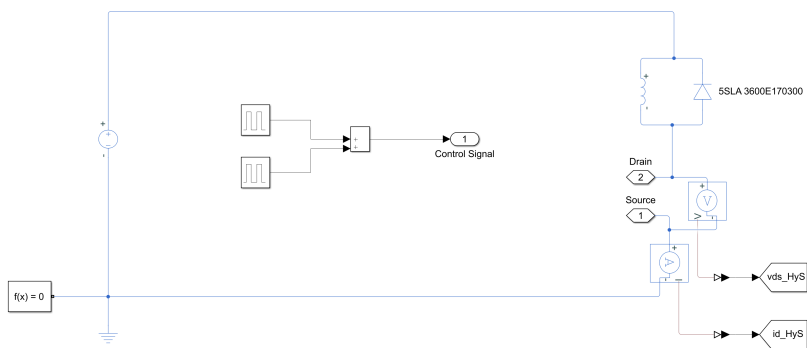 +
-
+
-
5SLA 3600E170300
+
+
1
Control Signal
Drain
2
+
V
V
-
Source
1
+
A
-
I
f(x) = 0
vds_HyS
id_HyS